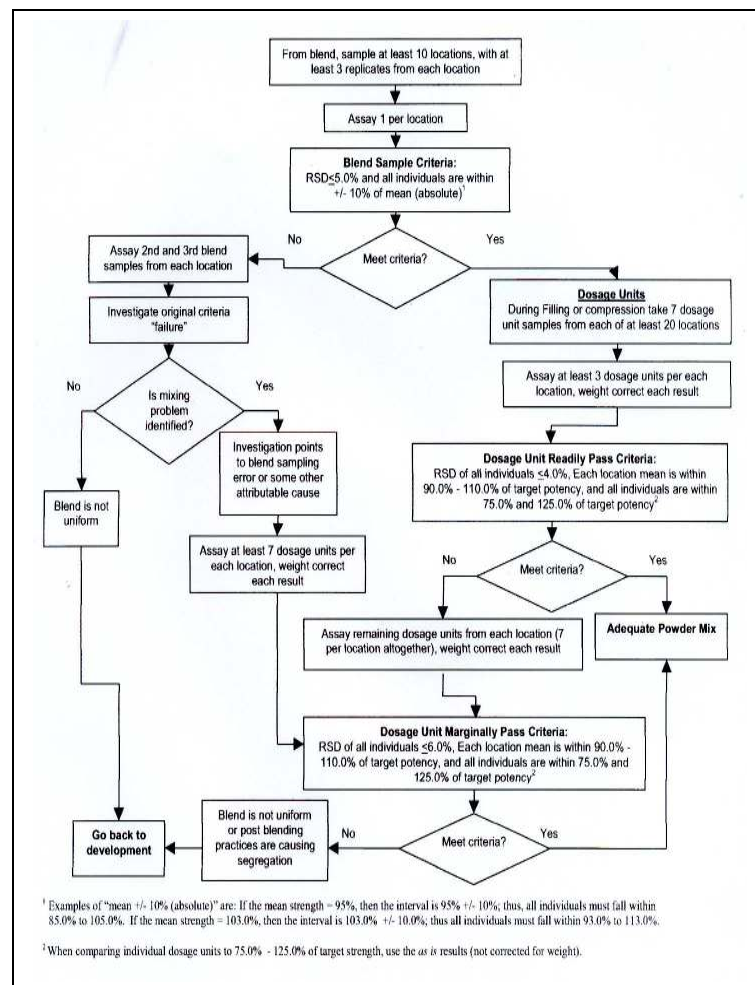 From blend, sample at least 10 locations, with at
least 3 replicates from each location
Assay 1 per location
Blend Sample Criteria:
RSD≤5.0% and all individuals are within
+/- 10% of mean (absolute)¹
Meet criteria?
No
Yes
Assay 2nd and 3rd blend
samples from each location
Investigate original criteria
"failure"
Is mixing
problem
identified?
No
Yes
Blend is not
uniform
Investigation points
to blend sampling
error or some other
attributable cause
Assay at least 7 dosage units per
each location, weight correct
each result
Dosage Units
During Filling or compression take 7 dosage
unit samples from each of at least 20 locations
Assay at least 3 dosage units per each
location, weight correct each result
Dosage Unit Readily Pass Criteria:
RSD of all individuals ≤4.0%, Each location mean is within
90.0% - 110.0% of target potency, and all individuals are within
75.0% and 125.0% of target potency²
Meet criteria?
No
Yes
Assay remaining dosage units from each location (7
per location altogether), weight correct each result
Adequate Powder Mix
Dosage Unit Marginally Pass Criteria:
RSD of all individuals ≤6.0%, Each location mean is within 90.0% -
110.0% of target potency, and all individuals are within 75.0% and
125.0% of target potency²
Meet criteria?
No
Yes
Blend is not uniform
or post blending
practices are causing
segregation
Go back to
development
¹ Examples of "mean +/- 10% (absolute)" are: If the mean strength = 95%, then the interval is 95% +/- 10%; thus, all individuals must fall within
85.0% to 105.0%. If the mean strength = 103.0%, then the interval is 103.0% +/- 10.0%; thus all individuals must fall within 93.0% to 113.0%.
² When comparing individual dosage units to 75.0% - 125.0% of target strength, use the as is results (not corrected for weight).